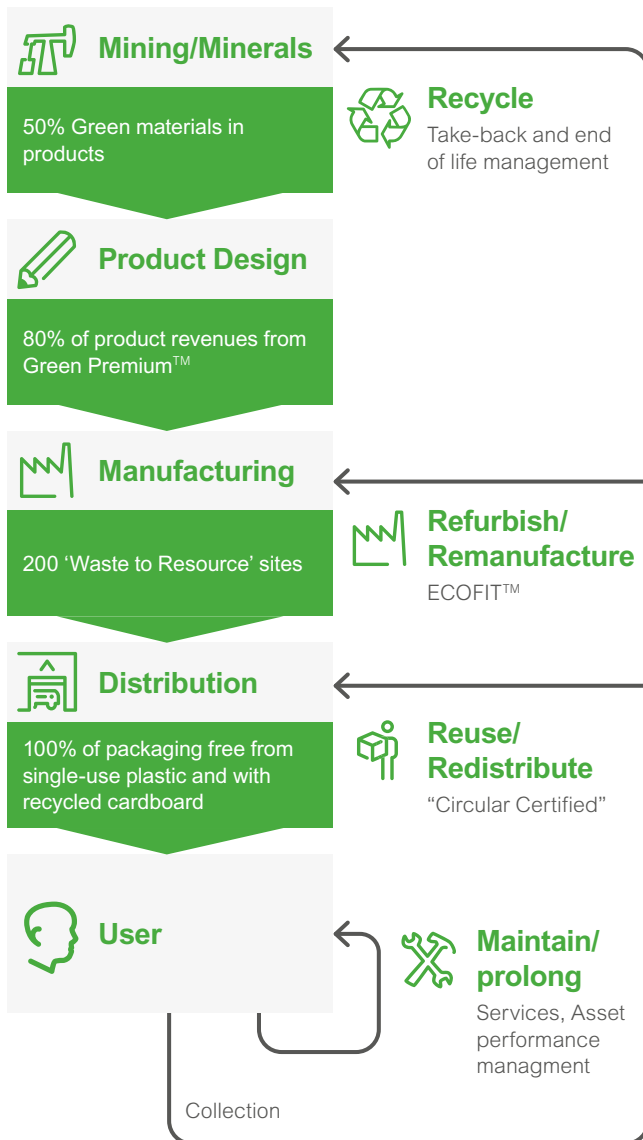 Mining/Minerals
50% Green materials in
products
Recycle
Take-back and end
of life management
Product Design
80% of product revenues from
Green Premium™
Manufacturing
200 ‘Waste to Resource’ sites
Refurbish/
Remanufacture
ECOFIT™
Distribution
100% of packaging free from
single-use plastic and with
recycled cardboard
Reuse/
Redistribute
“Circular Certified”
User
Maintain/
prolong
Services, Asset
performance
managment
Collection